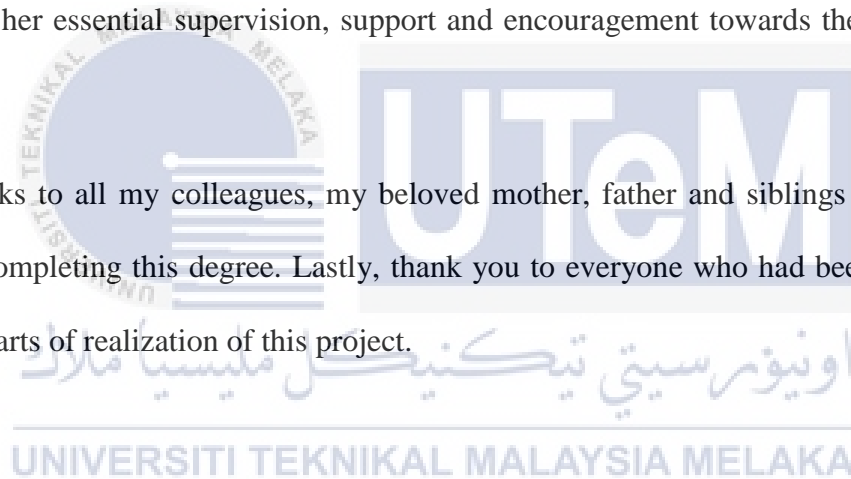 her essential supervision, support and encouragement towards the
UTeM
ks to all my colleagues, my beloved mother, father and siblings
ompleting this degree. Lastly, thank you to everyone who had bee
arts of realization of this project.
اونيۏرسيتي تيكنيكل مليسيا ملاك
UNIVERSITI TEKNIKAL MALAYSIA MELAKA